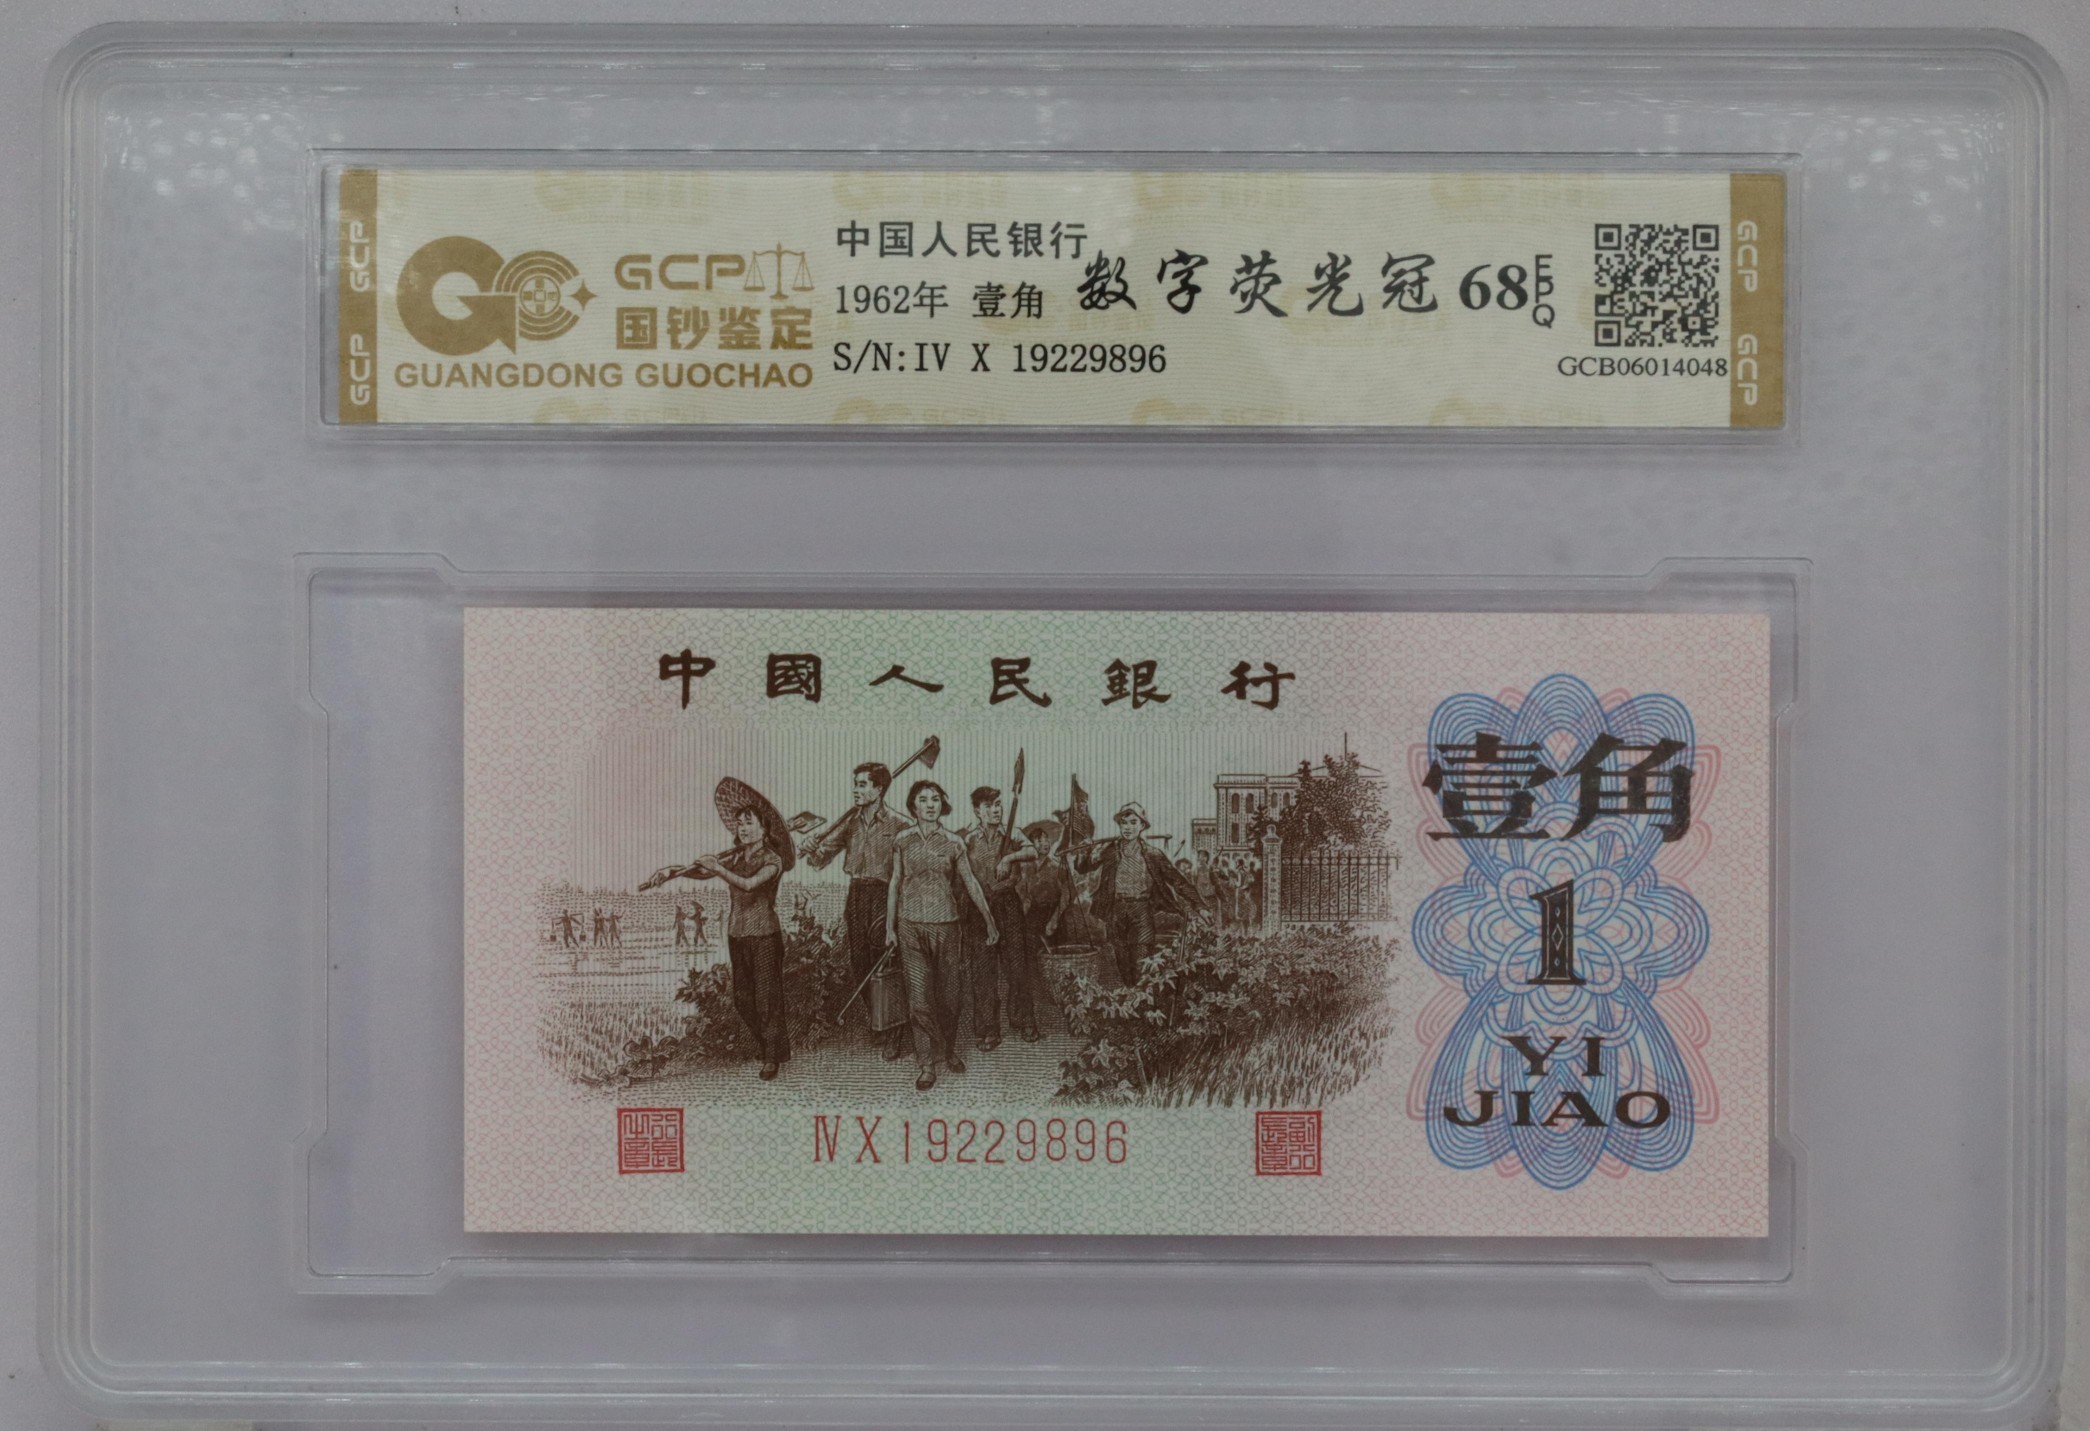 GCP GCP
GCP
国钞鉴定
GUANGDONG GUOCHAO
中国人民银行
1962年 壹角
S/N:IV X 19229896
数字荧光冠 68 EPQ
GCB06014048
GCP GCP
中國人民銀行
壹角
1
YI
JIAO
ⅣX19229896